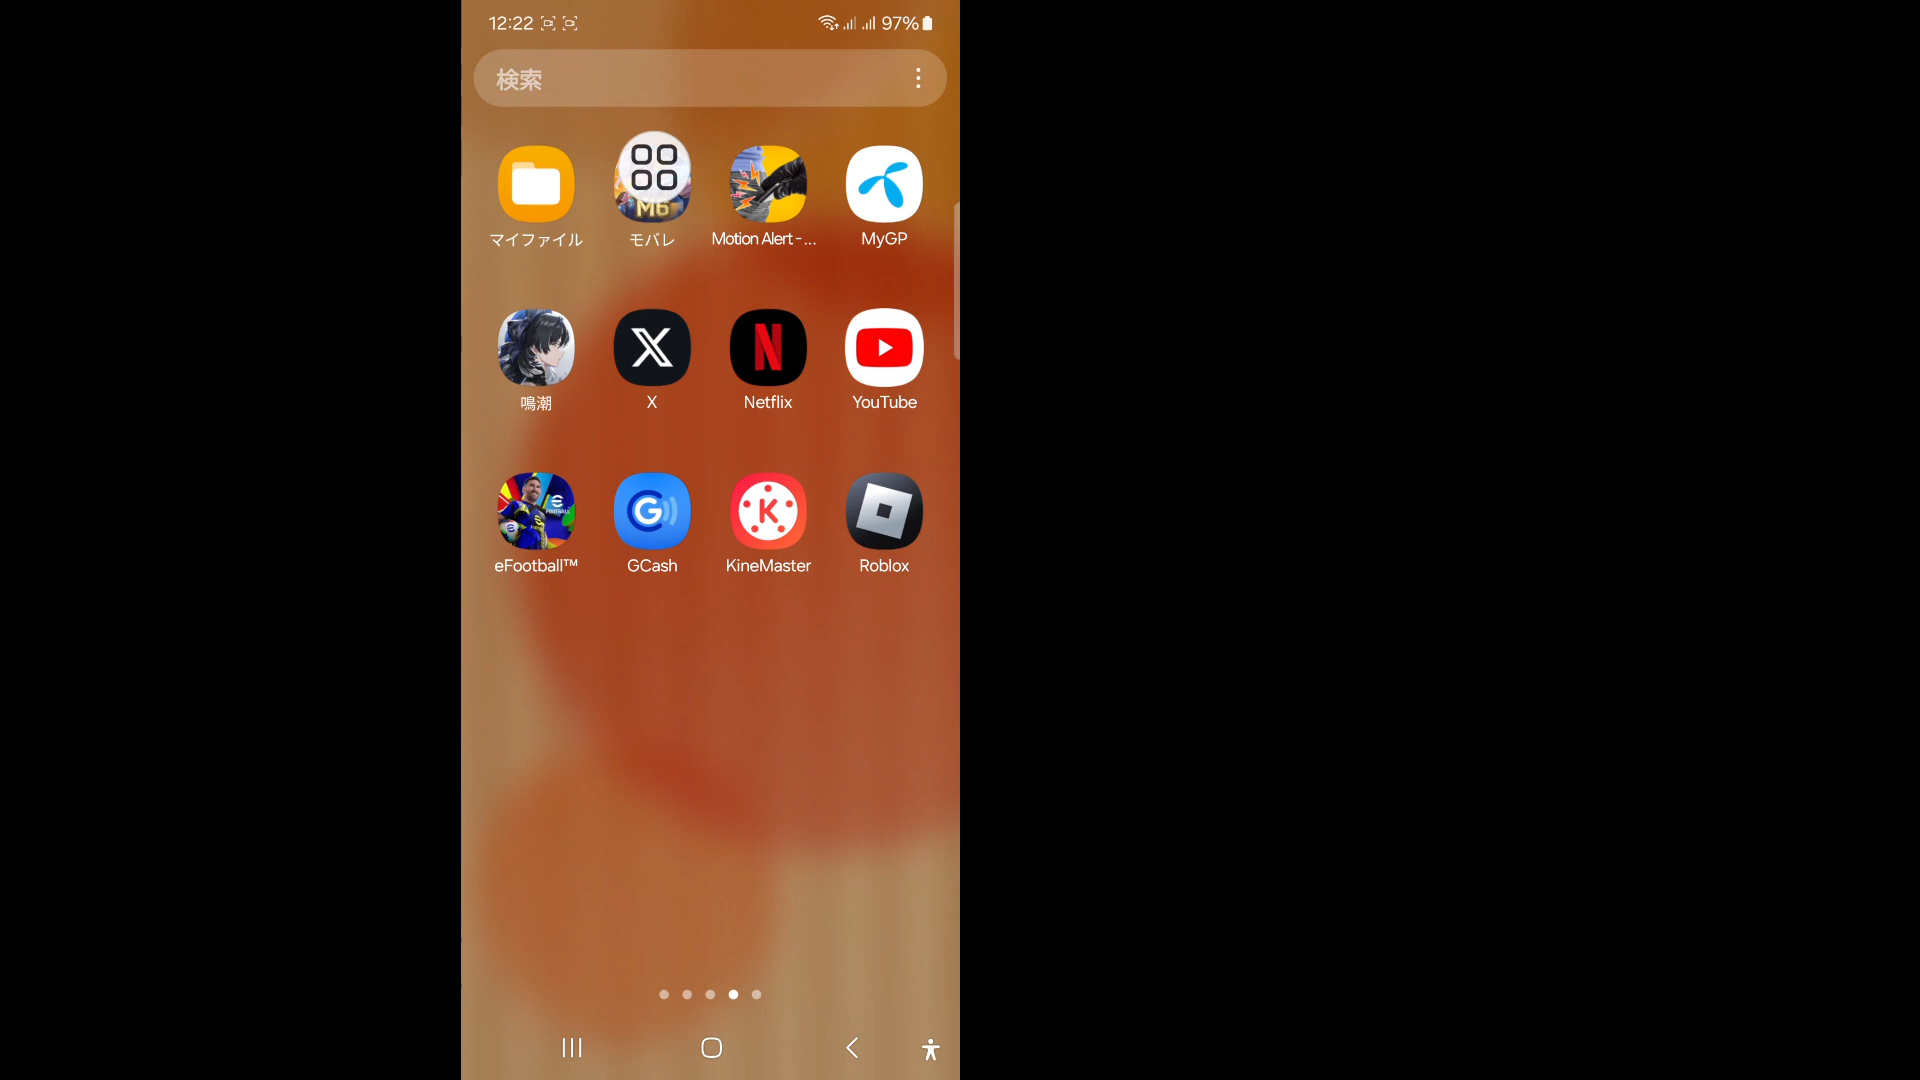 12:22 97%
検索
マイファイル モバレ Motion Alert -... MyGP
M6
鳴潮 X Netflix YouTube
eFootball™ GCash KineMaster Roblox